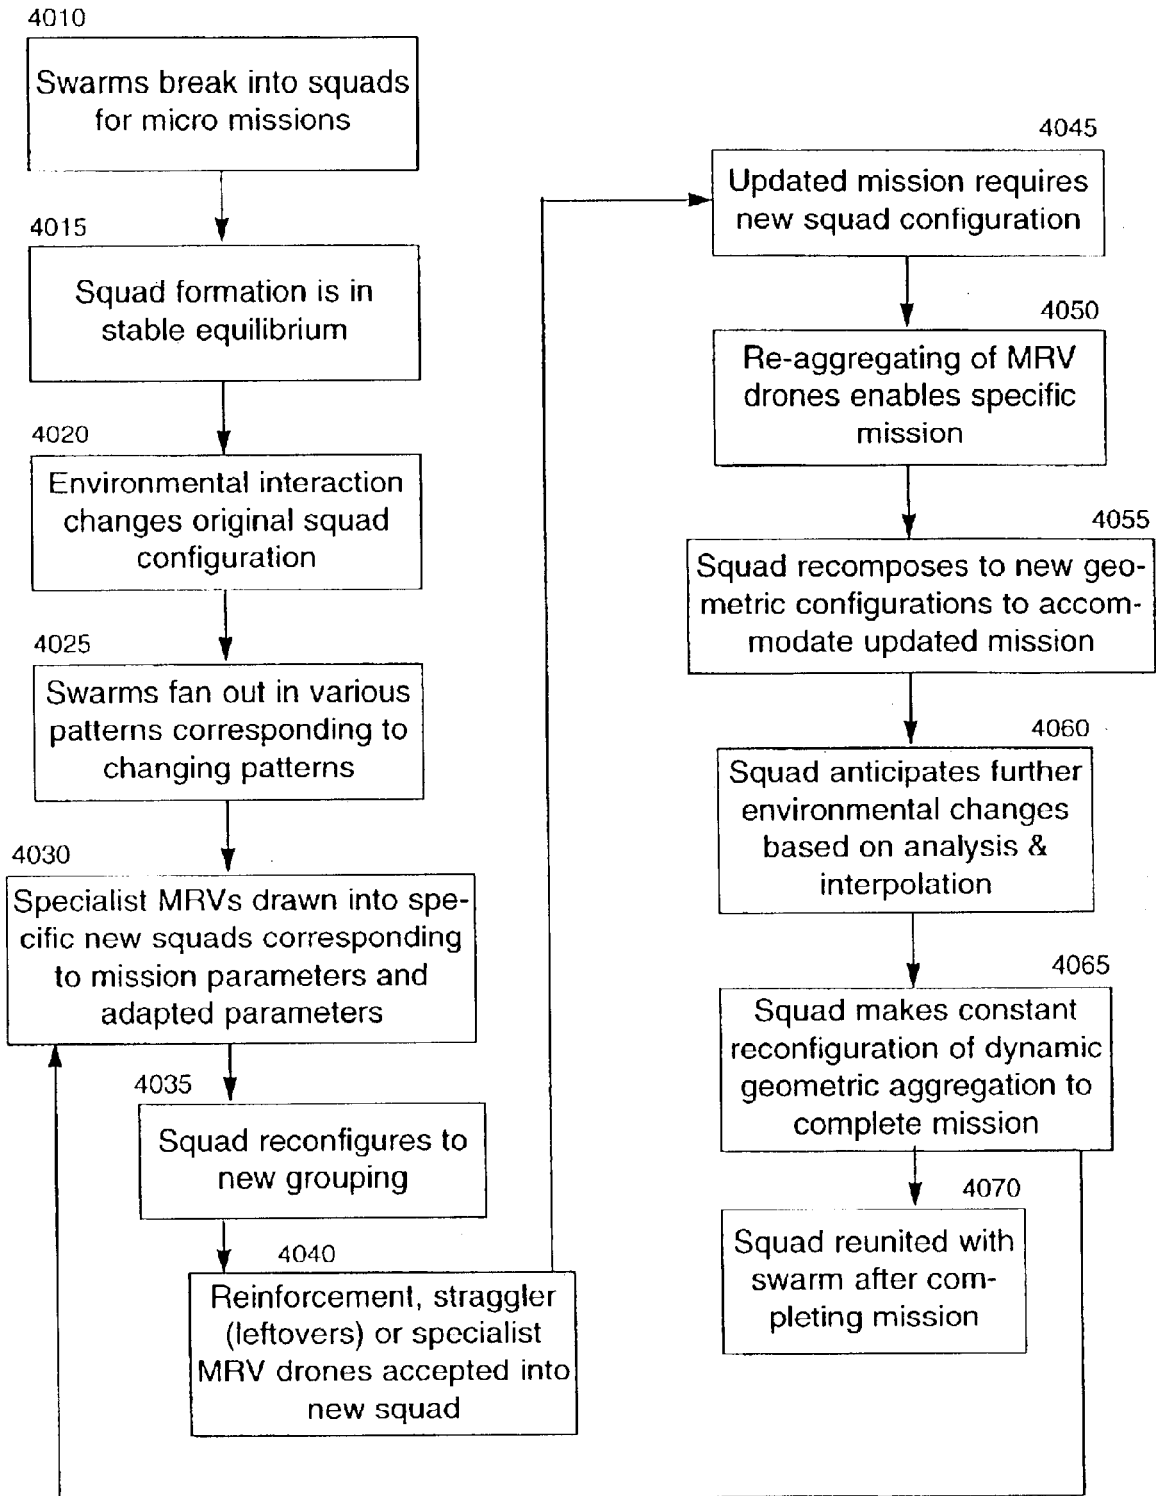 4010
Swarms break into squads
for micro missions
4015
Squad formation is in
stable equilibrium
4020
Environmental interaction
changes original squad
configuration
4025
Swarms fan out in various
patterns corresponding to
changing patterns
4030
Specialist MRVs drawn into spe-
cific new squads corresponding
to mission parameters and
adapted parameters
4035
Squad reconfigures to
new grouping
4040
Reinforcement, straggler
(leftovers) or specialist
MRV drones accepted into
new squad
4045
Updated mission requires
new squad configuration
4050
Re-aggregating of MRV
drones enables specific
mission
4055
Squad recomposes to new geo-
metric configurations to accom-
modate updated mission
4060
Squad anticipates further
environmental changes
based on analysis &
interpolation
4065
Squad makes constant
reconfiguration of dynamic
geometric aggregation to
complete mission
4070
Squad reunited with
swarm after com-
pleting mission